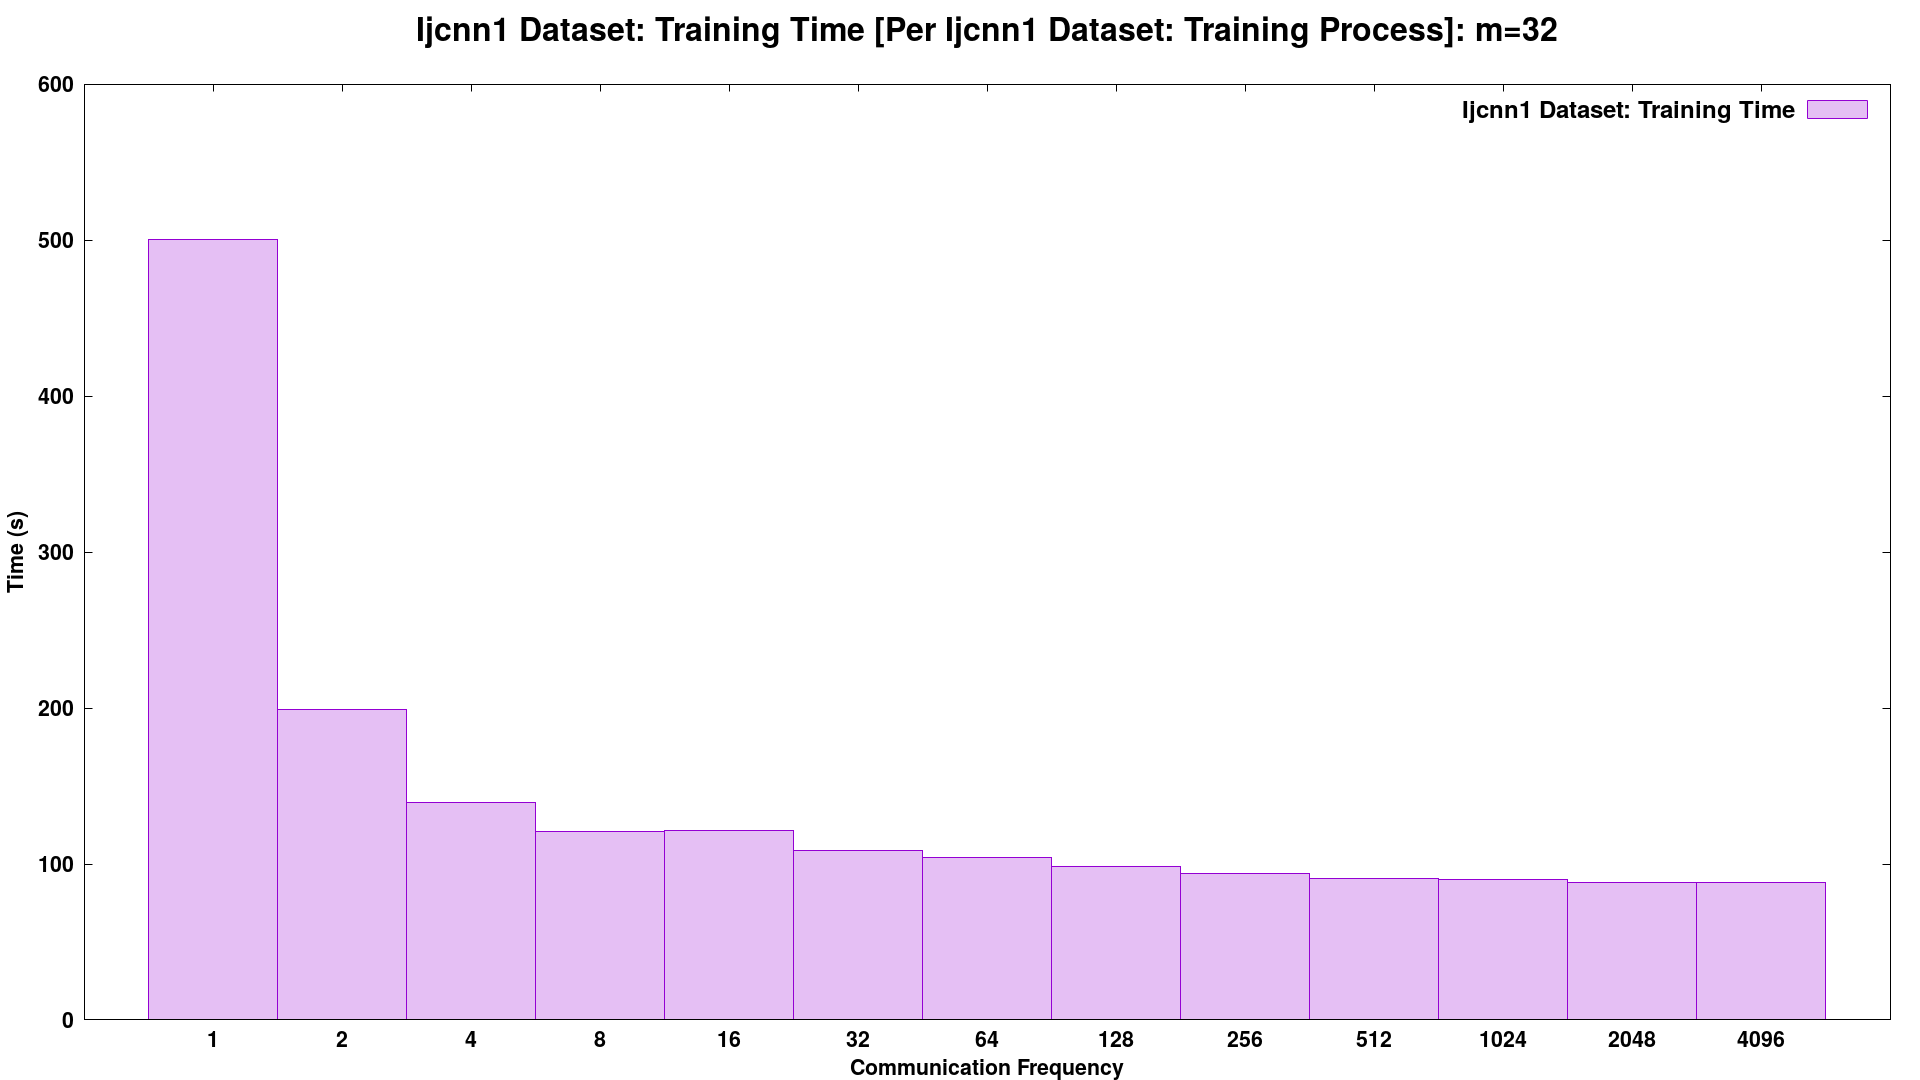 Ijcnn1 Dataset: Training Time [Per Ijcnn1 Dataset: Training Process]: m=32
Ijcnn1 Dataset: Training Time
600
500
400
300
200
100
0
Time (s)
1 2 4 8 16 32 64 128 256 512 1024 2048 4096
Communication Frequency